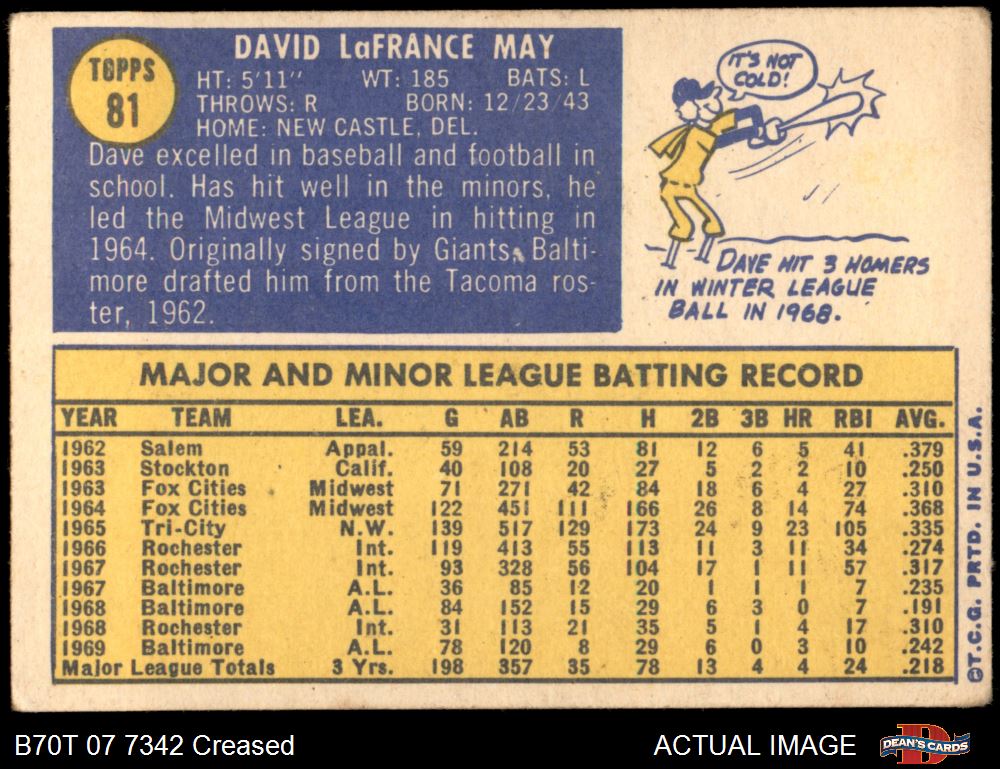 TOPPS
81
DAVID LaFRANCE MAY
HT: 5'11" WT: 185 BATS: L
THROWS: R BORN: 12/23/43
HOME: NEW CASTLE, DEL.
Dave excelled in baseball and football in
school. Has hit well in the minors, he
led the Midwest League in hitting in
1964. Originally signed by Giants, Balti-
more drafted him from the Tacoma ros-
ter, 1962.
IT'S NOT
COLD!
DAVE HIT 3 HOMERS
IN WINTER LEAGUE
BALL IN 1968.
MAJOR AND MINOR LEAGUE BATTING RECORD
YEAR TEAM LEA. G AB R H 2B 3B HR RBI AVG.
1962 Salem Appal. 59 214 53 81 12 6 5 41 .379
1963 Stockton Calif. 40 108 20 27 5 2 2 10 .250
1963 Fox Cities Midwest 71 271 42 84 18 6 4 27 .310
1964 Fox Cities Midwest 122 451 111 166 26 8 14 74 .368
1965 Tri-City N.W. 139 517 129 173 24 9 23 105 .335
1966 Rochester Int. 119 413 55 113 11 3 11 34 .274
1967 Rochester Int. 93 328 56 104 17 1 11 57 .317
1967 Baltimore A.L. 36 85 12 20 1 1 1 7 .235
1968 Baltimore A.L. 84 152 15 29 6 3 0 7 .191
1968 Rochester Int. 31 113 21 35 5 1 4 17 .310
1969 Baltimore A.L. 78 120 8 29 6 0 3 10 .242
Major League Totals 3 Yrs. 198 357 35 78 13 4 4 24 .218
©T.C.G. PRTD. IN U.S.A.
B70T 07 7342 Creased
ACTUAL IMAGE
DEAN'S CARDS